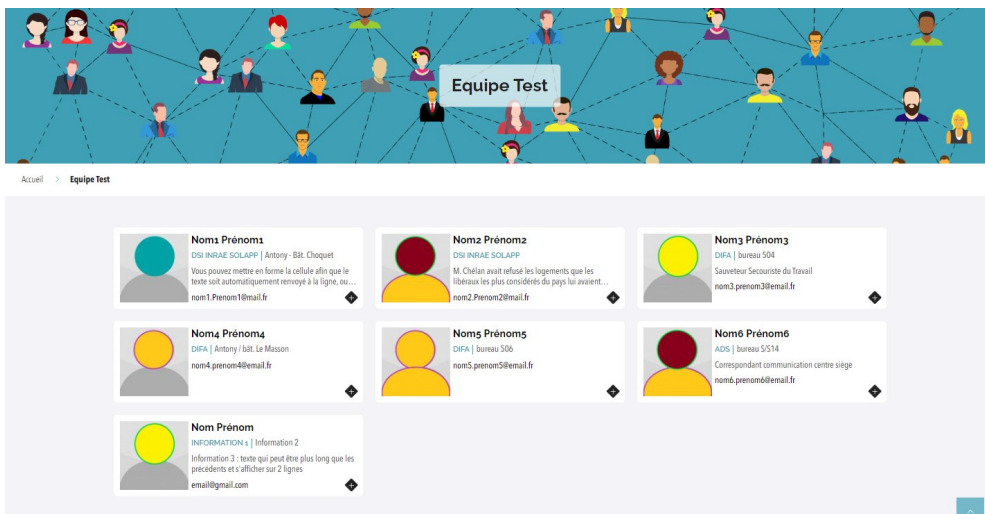 Equipe Test
Accueil > Equipe Test
Nom1 Prénom1
DSI INRAE SOLAPP | Antony - Bât. Choquet
Vous pouvez mettre en forme la cellule afin que le
texte soit automatiquement renvoyé à la ligne, ou…
nom1.Prenom1@mail.fr
Nom2 Prénom2
DSI INRAE SOLAPP
M. Chélan avait refusé les logements que les
libéraux les plus considérés du pays lui avaient…
nom2.Prenom2@mail.fr
Nom3 Prénom3
DIFA | bureau 504
Sauveteur Secouriste du Travail
nom3.prenom3@email.fr
Nom4 Prénom4
DIFA | Antony / bât. Le Masson
nom4.prenom4@email.fr
Nom5 Prénom5
DIFA | bureau 506
nom5.prenom5@email.fr
Nom6 Prénom6
ADS | bureau S/S14
Correspondant communication centre siège
nom6.prenom6@email.fr
Nom Prénom
INFORMATION 1 | Information 2
Information 3 : texte qui peut être plus long que les
précédents et s'afficher sur 2 lignes
email@gmail.com